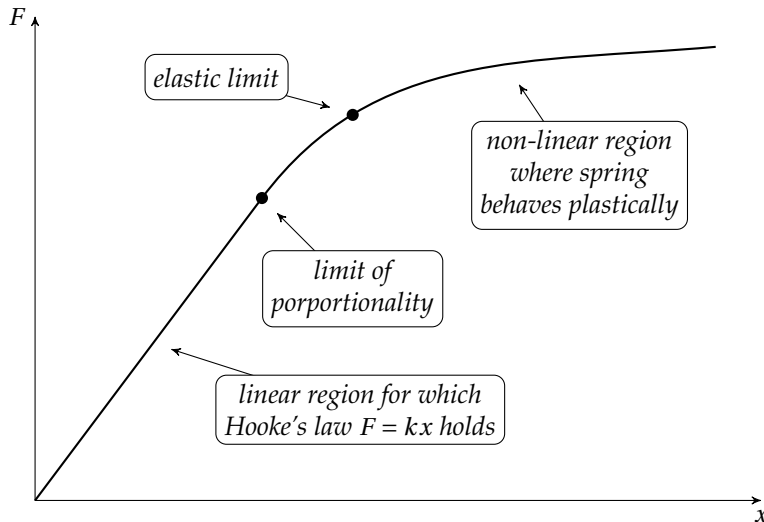 F
elastic limit
non-linear region
where spring
behaves plastically
limit of
porportionality
linear region for which
Hooke's law F = kx holds
x